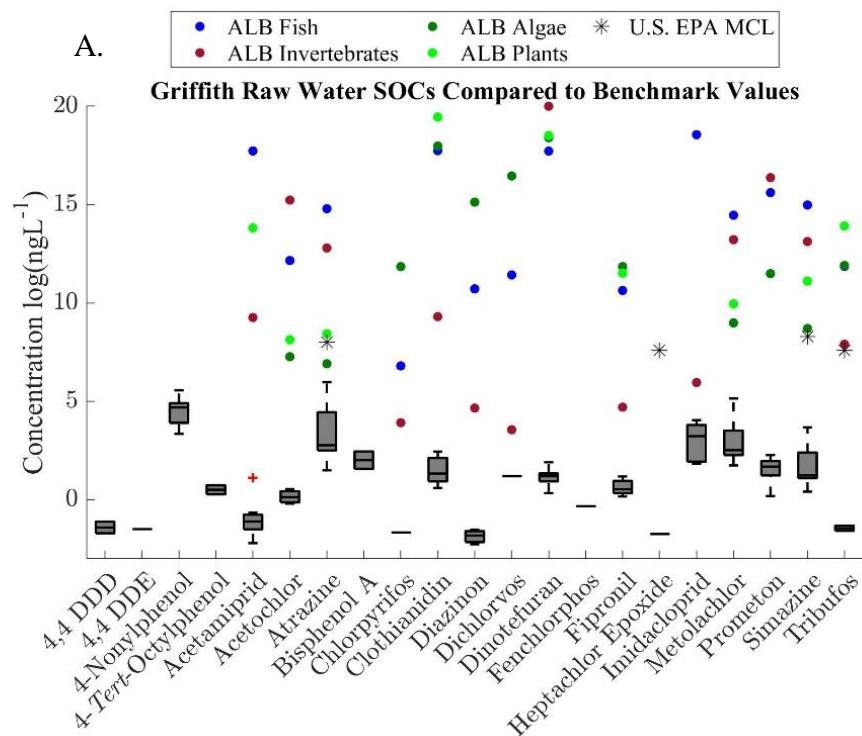 A.
ALB Fish ALB Algae U.S. EPA MCL
ALB Invertebrates ALB Plants
Griffith Raw Water SOCs Compared to Benchmark Values
Concentration log(ngL⁻¹)
20
15
10
5
0
4,4 DDD
4,4 DDE
4-Nonylphenol
4-Tert-Octylphenol
Acetamiprid
Acetochlor
Atrazine
Bisphenol A
Chlorpyrifos
Clothianidin
Diazinon
Dichlorvos
Dinotefuran
Fenchlorphos
Fipronil
Heptachlor Epoxide
Imidacloprid
Metolachlor
Prometon
Simazine
Tribufos